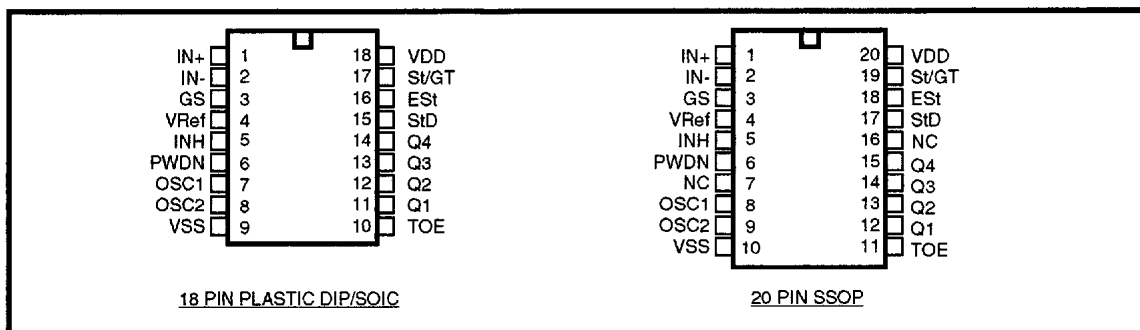 IN+ 1 18 VDD
IN- 2 17 St/GT
GS 3 16 ESt
VRef 4 15 StD
INH 5 14 Q4
PWDN 6 13 Q3
OSC1 7 12 Q2
OSC2 8 11 Q1
VSS 9 10 TOE
18 PIN PLASTIC DIP/SOIC
IN+ 1 20 VDD
IN- 2 19 St/GT
GS 3 18 ESt
VRef 4 17 StD
INH 5 16 NC
PWDN 6 15 Q4
NC 7 14 Q3
OSC1 8 13 Q2
OSC2 9 12 Q1
VSS 10 11 TOE
20 PIN SSOP